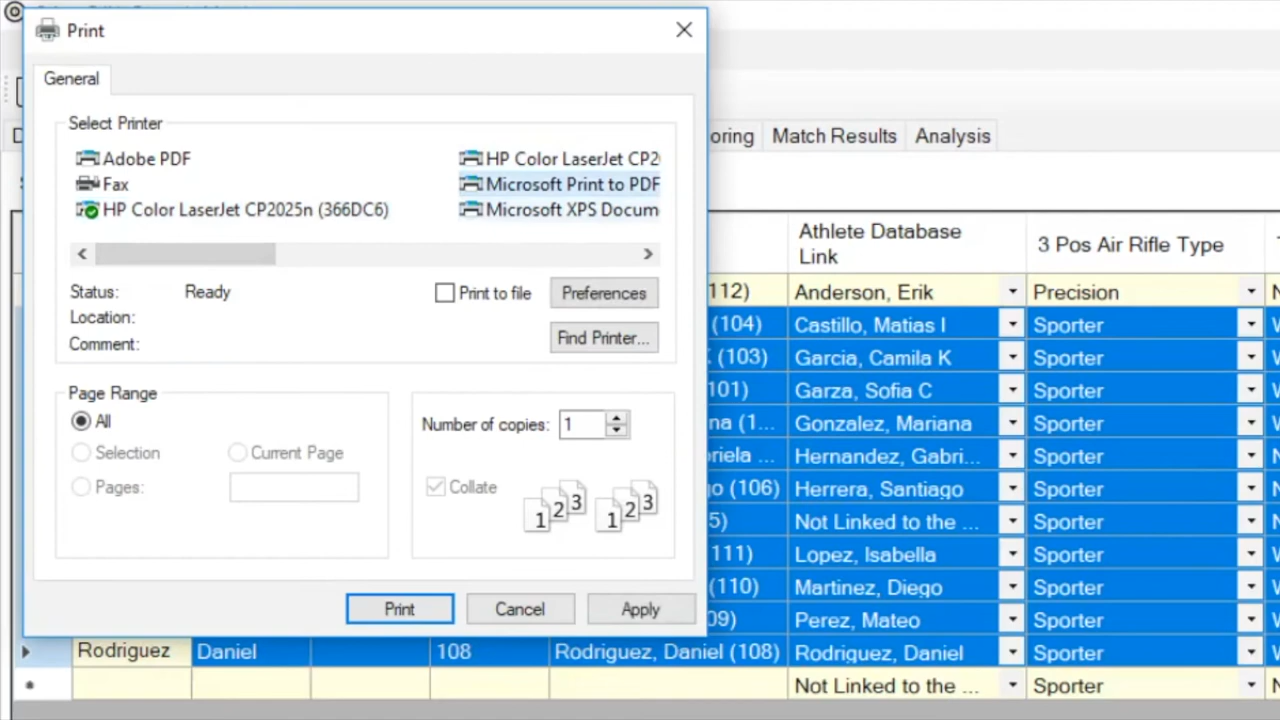 Print
General
Select Printer
Adobe PDF
Fax
HP Color LaserJet CP2025n (366DC6)
HP Color LaserJet CP2
Microsoft Print to PDF
Microsoft XPS Docum
Status: Ready
Location:
Comment:
Print to file
Preferences
Find Printer...
Page Range
All
Selection
Current Page
Pages:
Number of copies: 1
Collate
1 2 3 1 2 3
Print Cancel Apply
oring Match Results Analysis
Athlete Database Link 3 Pos Air Rifle Type
112) Anderson, Erik Precision
(104) Castillo, Matias I Sporter
(103) Garcia, Camila K Sporter
101) Garza, Sofia C Sporter
na (1... Gonzalez, Mariana Sporter
riela ... Hernandez, Gabri... Sporter
go (106) Herrera, Santiago Sporter
5) Not Linked to the ... Sporter
111) Lopez, Isabella Sporter
(110) Martinez, Diego Sporter
09) Perez, Mateo Sporter
Rodriguez Daniel 108 Rodriguez, Daniel (108) Rodriguez, Daniel Sporter
Not Linked to the ... Sporter